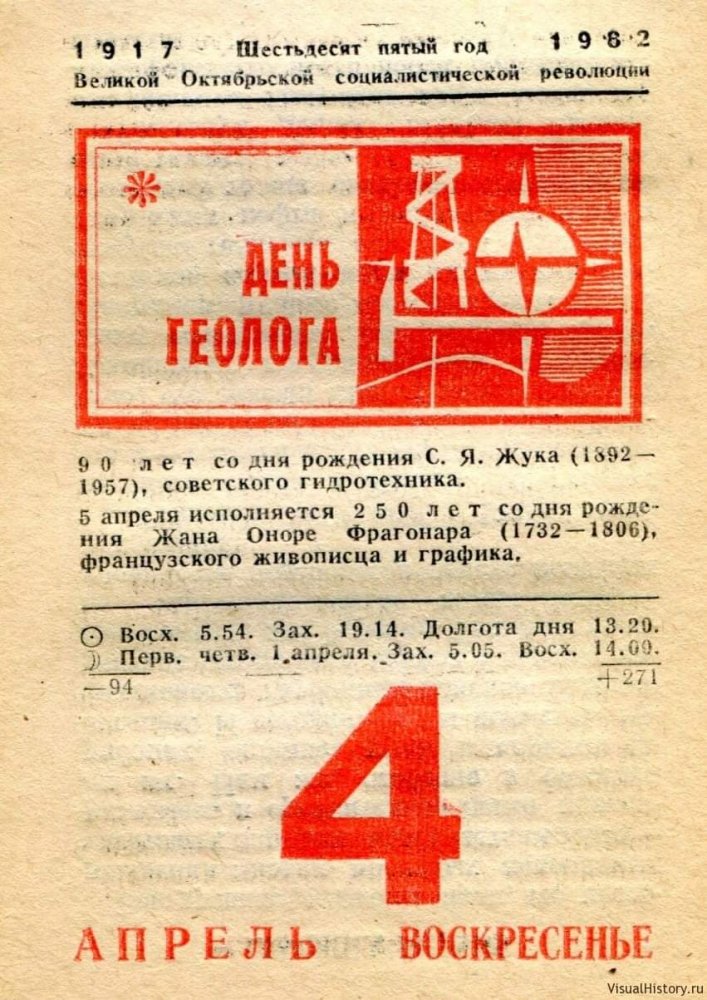 1917 Шестьдесят пятый год 1982
Великой Октябрьской социалистической революции
ДЕНЬ
ГЕОЛОГА
90 лет со дня рождения С. Я. Жука (1892—
1957), советского гидротехника.
5 апреля исполняется 250 лет со дня рожде-
ния Жана Оноре Фрагонара (1732—1806),
французского живописца и графика.
Восх. 5.54. Зах. 19.14. Долгота дня 13.20.
Перв. четв. 1 апреля. Зах. 5.05. Восх. 14.00.
—94 +271
4
АПРЕЛЬ ВОСКРЕСЕНЬЕ
VisualHistory.ru